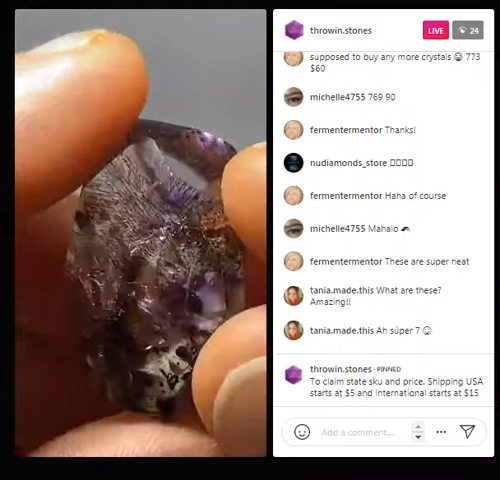 throwin.stones
LIVE
24
supposed to buy any more crystals 😩 773
$60
michelle4755 769 90
fermentermentor Thanks!
nudiamonds_store
fermentermentor Haha of course
michelle4755 Mahalo
fermentermentor These are super neat
tania.made.this What are these?
Amazing!!
tania.made.this Ah súper 7
throwin.stones · PINNED
To claim state sku and price. Shipping USA
starts at $5 and international starts at $15
Add a comment...